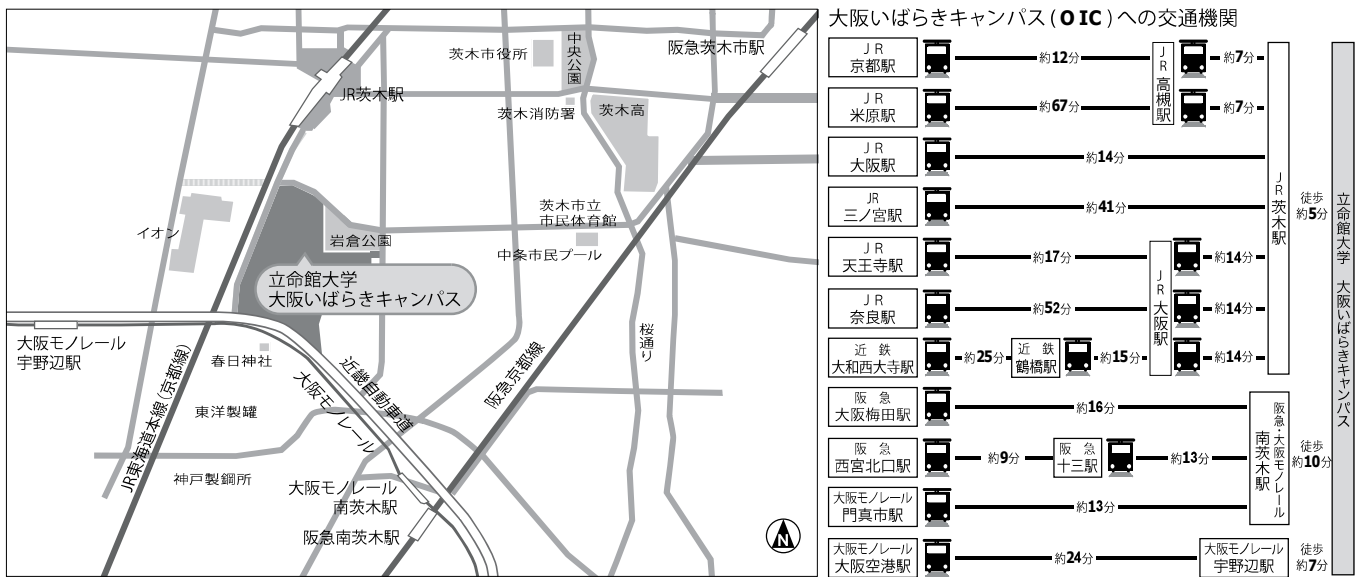 阪急茨木市駅
中央公園
茨木市役所
JR茨木駅
茨木消防署
茨木高
茨木市立
市民体育館
イオン
岩倉公園
中条市民プール
立命館大学
大阪いばらきキャンパス
大阪モノレール
宇野辺駅
春日神社
桜通り
近畿自動車道
大阪モノレール
阪急京都線
JR東海道本線(京都線)
東洋製罐
神戸製鋼所
大阪モノレール
南茨木駅
阪急南茨木駅
N
大阪いばらきキャンパス(OIC)への交通機関
JR
京都駅
約12分
JR高槻駅
約7分
JR
米原駅
約67分
約7分
JR
大阪駅
約14分
JR
三ノ宮駅
約41分
JR茨木駅
徒歩
約5分
JR
天王寺駅
約17分
JR大阪駅
約14分
JR
奈良駅
約52分
約14分
近鉄
大和西大寺駅
約25分
近鉄
鶴橋駅
約15分
約14分
阪急
大阪梅田駅
約16分
阪急
西宮北口駅
約9分
阪急
十三駅
約13分
阪急・大阪モノレール
南茨木駅
徒歩
約10分
大阪モノレール
門真市駅
約13分
大阪モノレール
大阪空港駅
約24分
大阪モノレール
宇野辺駅
徒歩
約7分
立命館大学 大阪いばらきキャンパス